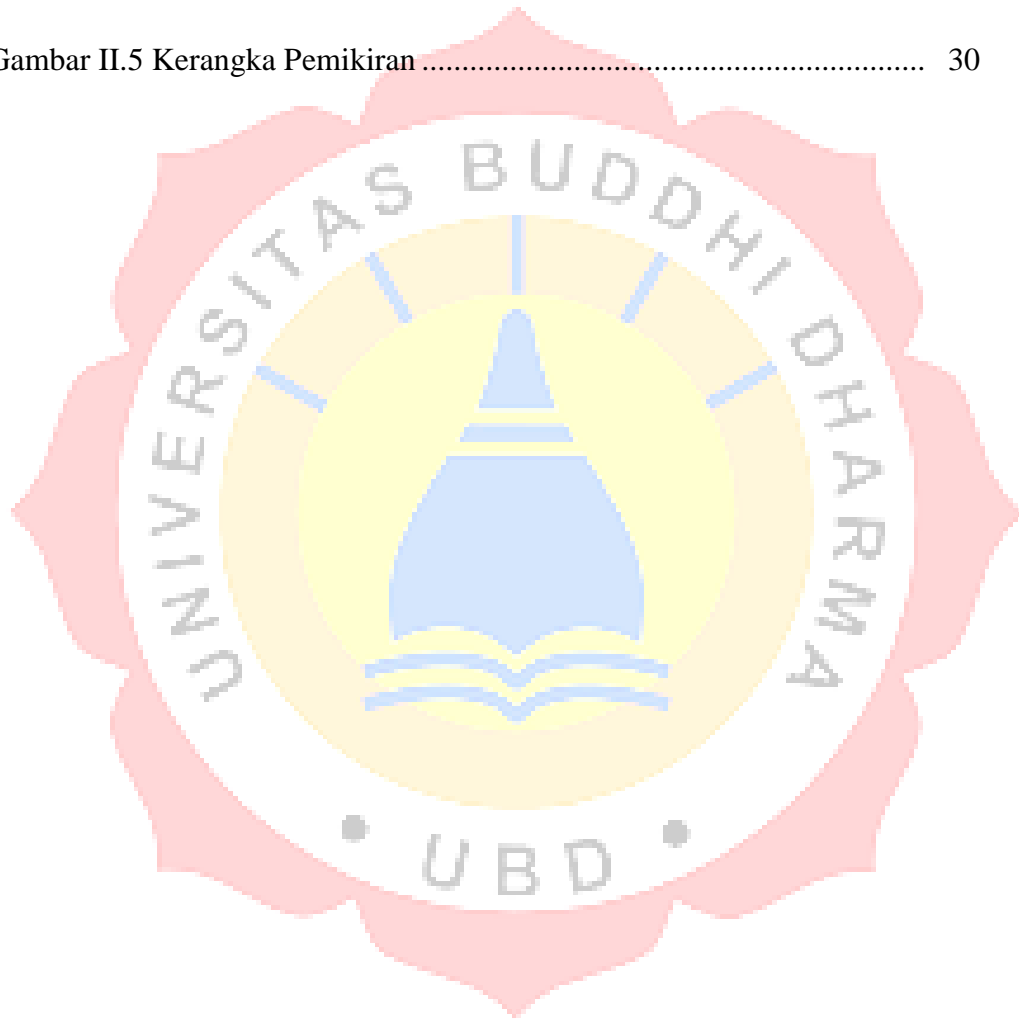 Gambar II.5 Kerangka Pemikiran ............................................................... 30
UNIVERSITAS BUDDHI DHARMA
• UBD •